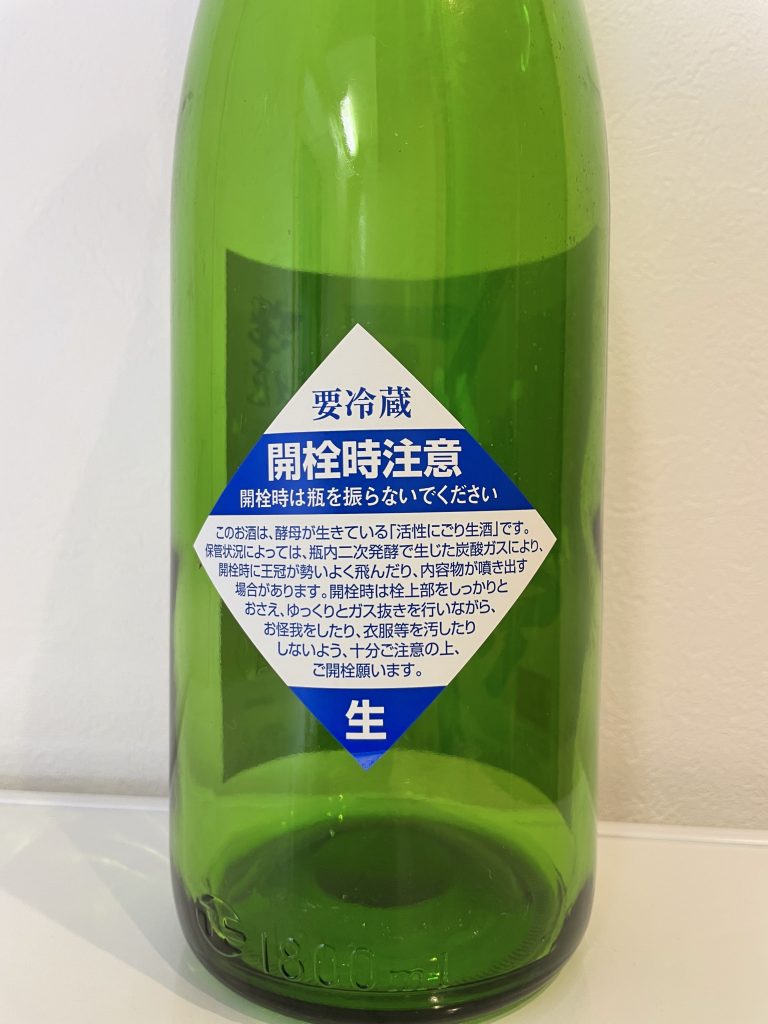 要冷蔵
開栓時注意
開栓時は瓶を振らないでください
このお酒は、酵母が生きている「活性にごり生酒」です。
保管状況によっては、瓶内二次発酵で生じた炭酸ガスにより、
開栓時に王冠が勢いよく飛んだり、内容物が噴き出す
場合があります。開栓時は栓上部をしっかりと
おさえ、ゆっくりとガス抜きを行いながら、
お怪我をしたり、衣服等を汚したり
しないよう、十分ご注意の上、
ご開栓願います。
生
1800ml